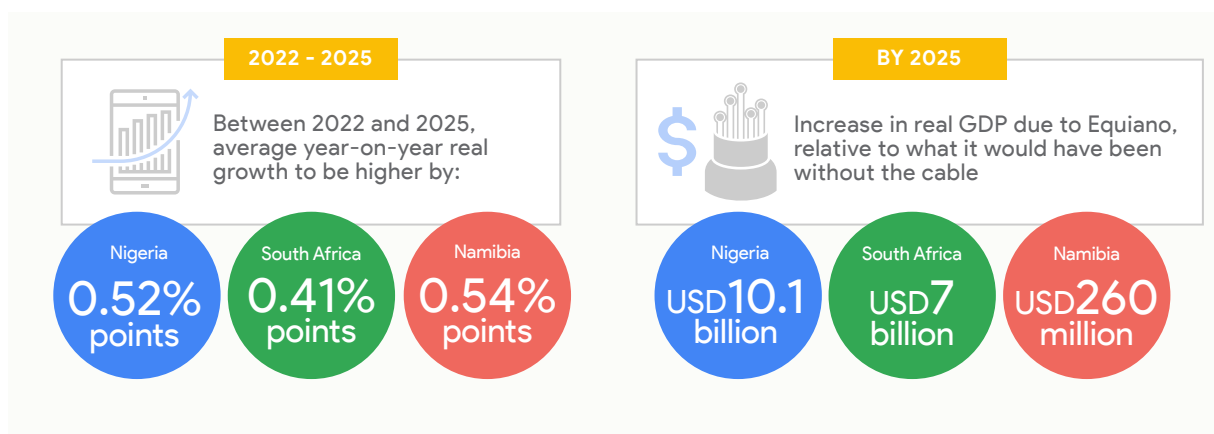 2022 - 2025
Between 2022 and 2025,
average year-on-year real
growth to be higher by:
Nigeria
0.52%
points
South Africa
0.41%
points
Namibia
0.54%
points
BY 2025
$
Increase in real GDP due to Equiano,
relative to what it would have been
without the cable
Nigeria
USD10.1
billion
South Africa
USD7
billion
Namibia
USD260
million